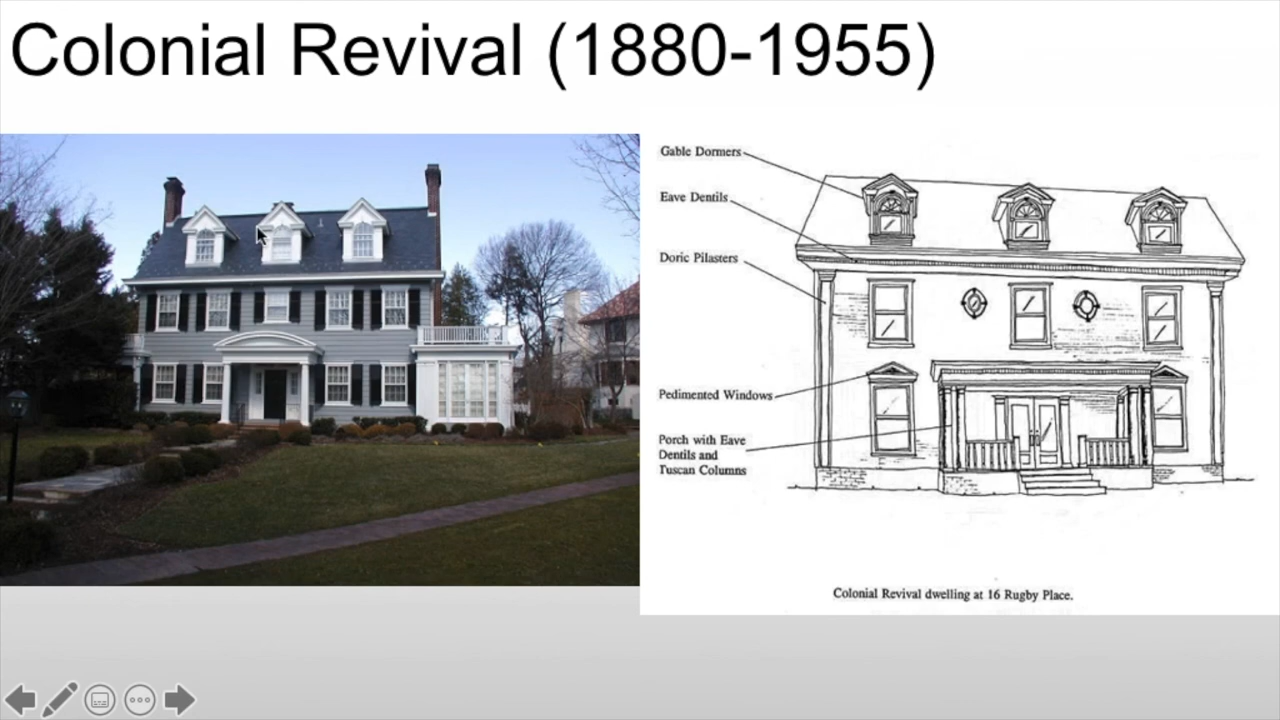 Colonial Revival (1880-1955)
Gable Dormers
Eave Dentils
Doric Pilasters
Pedimented Windows
Porch with Eave
Dentils and
Tuscan Columns
Colonial Revival dwelling at 16 Rugby Place.